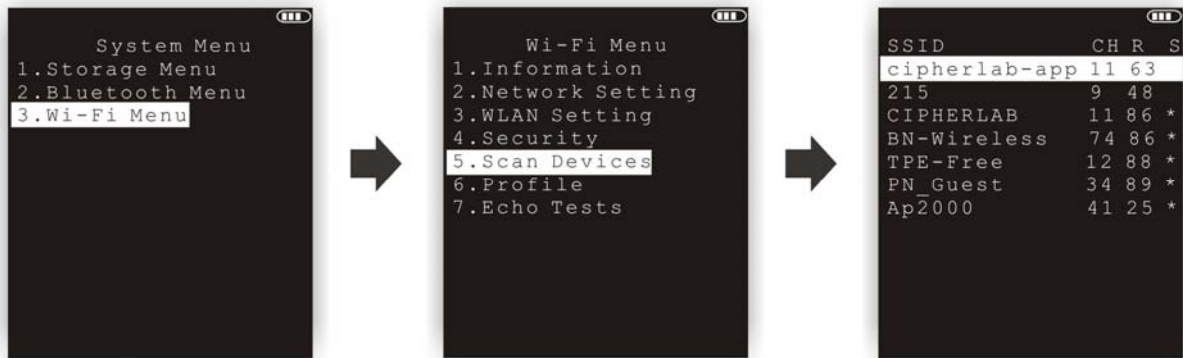 System Menu
1.Storage Menu
2.Bluetooth Menu
3.Wi-Fi Menu
Wi-Fi Menu
1.Information
2.Network Setting
3.WLAN Setting
4.Security
5.Scan Devices
6.Profile
7.Echo Tests
SSID CH R S
cipherlab-app 11 63
215 9 48
CIPHERLAB 11 86 *
BN-Wireless 74 86 *
TPE-Free 12 88 *
PN_Guest 34 89 *
Ap2000 41 25 *